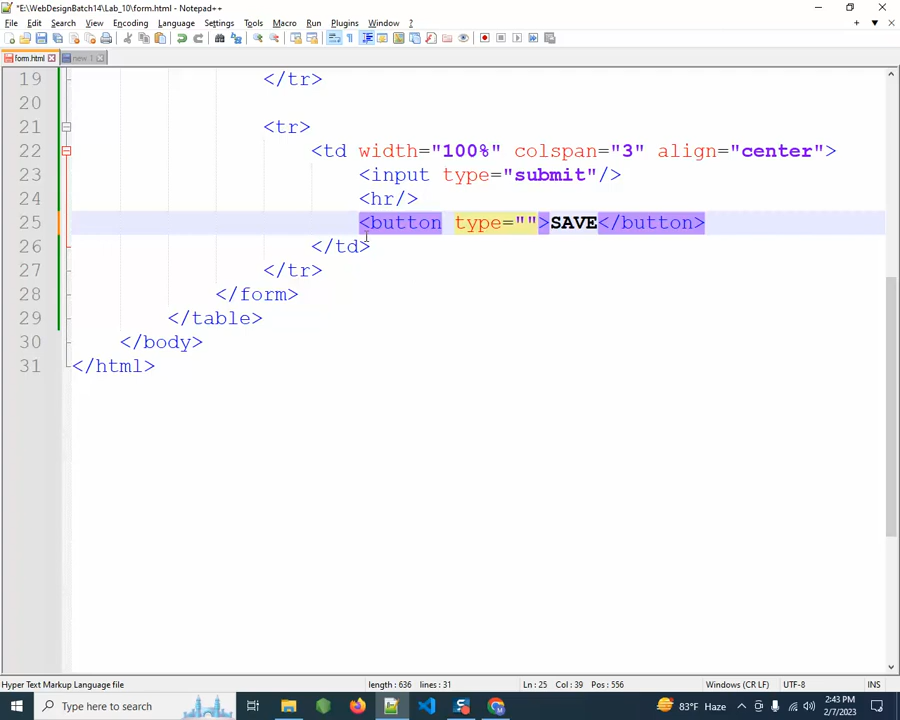 *E:\WebDesignBatch14\Lab_10\form.html - Notepad++
File Edit Search View Encoding Language Settings Tools Macro Run Plugins Window ?
form.html new 1
19 </tr>
20
21 <tr>
22 <td width="100%" colspan="3" align="center">
23 <input type="submit"/>
24 <hr/>
25 <button type="">SAVE</button>
26 </td>
27 </tr>
28 </form>
29 </table>
30 </body>
31 </html>
Hyper Text Markup Language file length : 636 lines : 31 Ln : 25 Col : 39 Pos : 556 Windows (CR LF) UTF-8 INS
Type here to search 83°F Haze 2:43 PM
2/7/2023